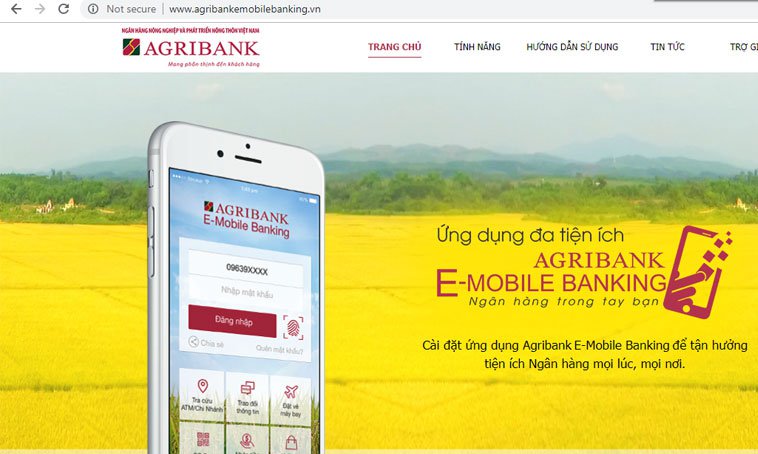 Not secure
www.agribankemobilebanking.vn
NGÂN HÀNG NÔNG NGHIỆP VÀ PHÁT TRIỂN NÔNG THÔN VIỆT NAM
AGRIBANK
Mang phồn thịnh đến khách hàng
TRANG CHỦ
TÍNH NĂNG
HƯỚNG DẪN SỬ DỤNG
TIN TỨC
TRỢ GI
AGRIBANK
E-Mobile Banking
09639XXXX
Nhập mật khẩu
Đăng nhập
Chia sẻ
Quên mật khẩu?
Tra cứu
ATM/Chi Nhánh
Trao đổi
thông tin
Đặt vé
máy bay
Ứng dụng đa tiện ích
AGRIBANK
E-MOBILE BANKING
Ngân hàng trong tay bạn
Cài đặt ứng dụng Agribank E-Mobile Banking để tận hưởng
tiện ích Ngân hàng mọi lúc, mọi nơi.